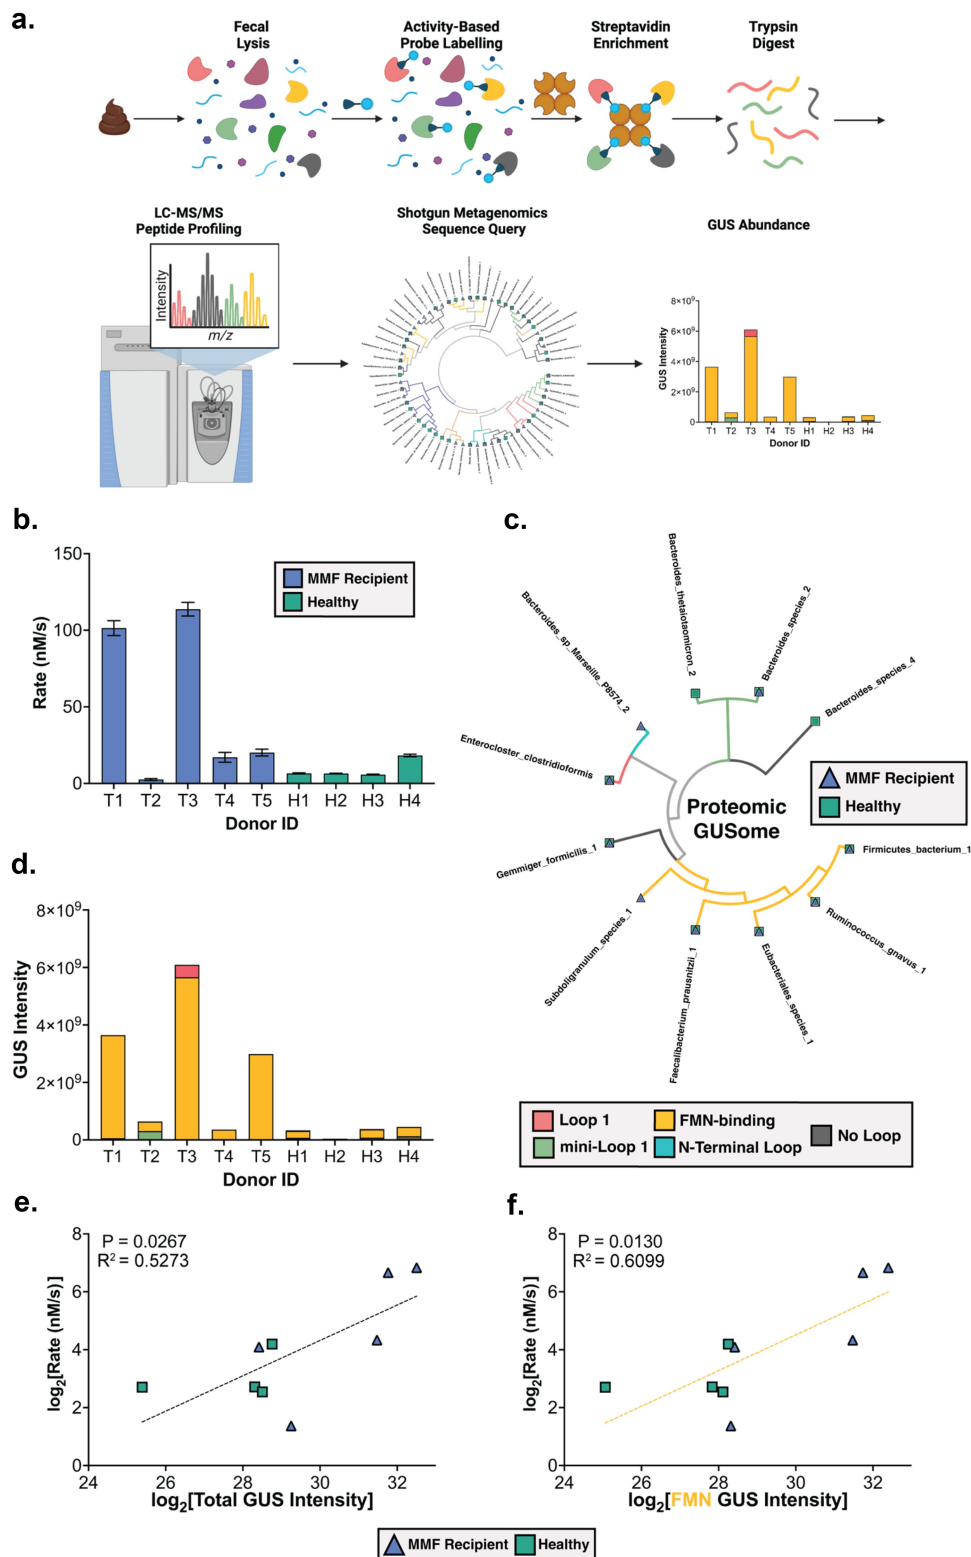 a.
Fecal
Lysis
Activity-Based
Probe Labelling
Streptavidin
Enrichment
Trypsin
Digest
LC-MS/MS
Peptide Profiling
Intensity
m/z
Shotgun Metagenomics
Sequence Query
GUS Abundance
GUS Intensity
8×10⁹
6×10⁹
4×10⁹
2×10⁹
0
T1 T2 T3 T4 T5 H1 H2 H3 H4
Donor ID
b.
Rate (nM/s)
150
100
50
0
MMF Recipient
Healthy
T1 T2 T3 T4 T5 H1 H2 H3 H4
Donor ID
c.
Bacteroides_sp_Marseille_P8574_2
Bacteroides_thetaiotaomicron_2
Bacteroides_species_2
Bacteroides_species_4
Enterocloster_clostridioformis
Gemmiger_formicilis_1
Subdoligranulum_species_1
Faecalibacterium_prausnitzii_1
Eubacteriales_species_1
Ruminococcus_gnavus_1
Firmicutes_bacterium_1
Proteomic
GUSome
MMF Recipient
Healthy
Loop 1
FMN-binding
No Loop
mini-Loop 1
N-Terminal Loop
d.
GUS Intensity
8×10⁹
6×10⁹
4×10⁹
2×10⁹
0
T1 T2 T3 T4 T5 H1 H2 H3 H4
Donor ID
e.
P = 0.0267
R² = 0.5273
log₂[Rate (nM/s)]
8
6
4
2
0
24 26 28 30 32
log₂[Total GUS Intensity]
f.
P = 0.0130
R² = 0.6099
log₂[Rate (nM/s)]
8
6
4
2
0
24 26 28 30 32
log₂[FMN GUS Intensity]
MMF Recipient Healthy